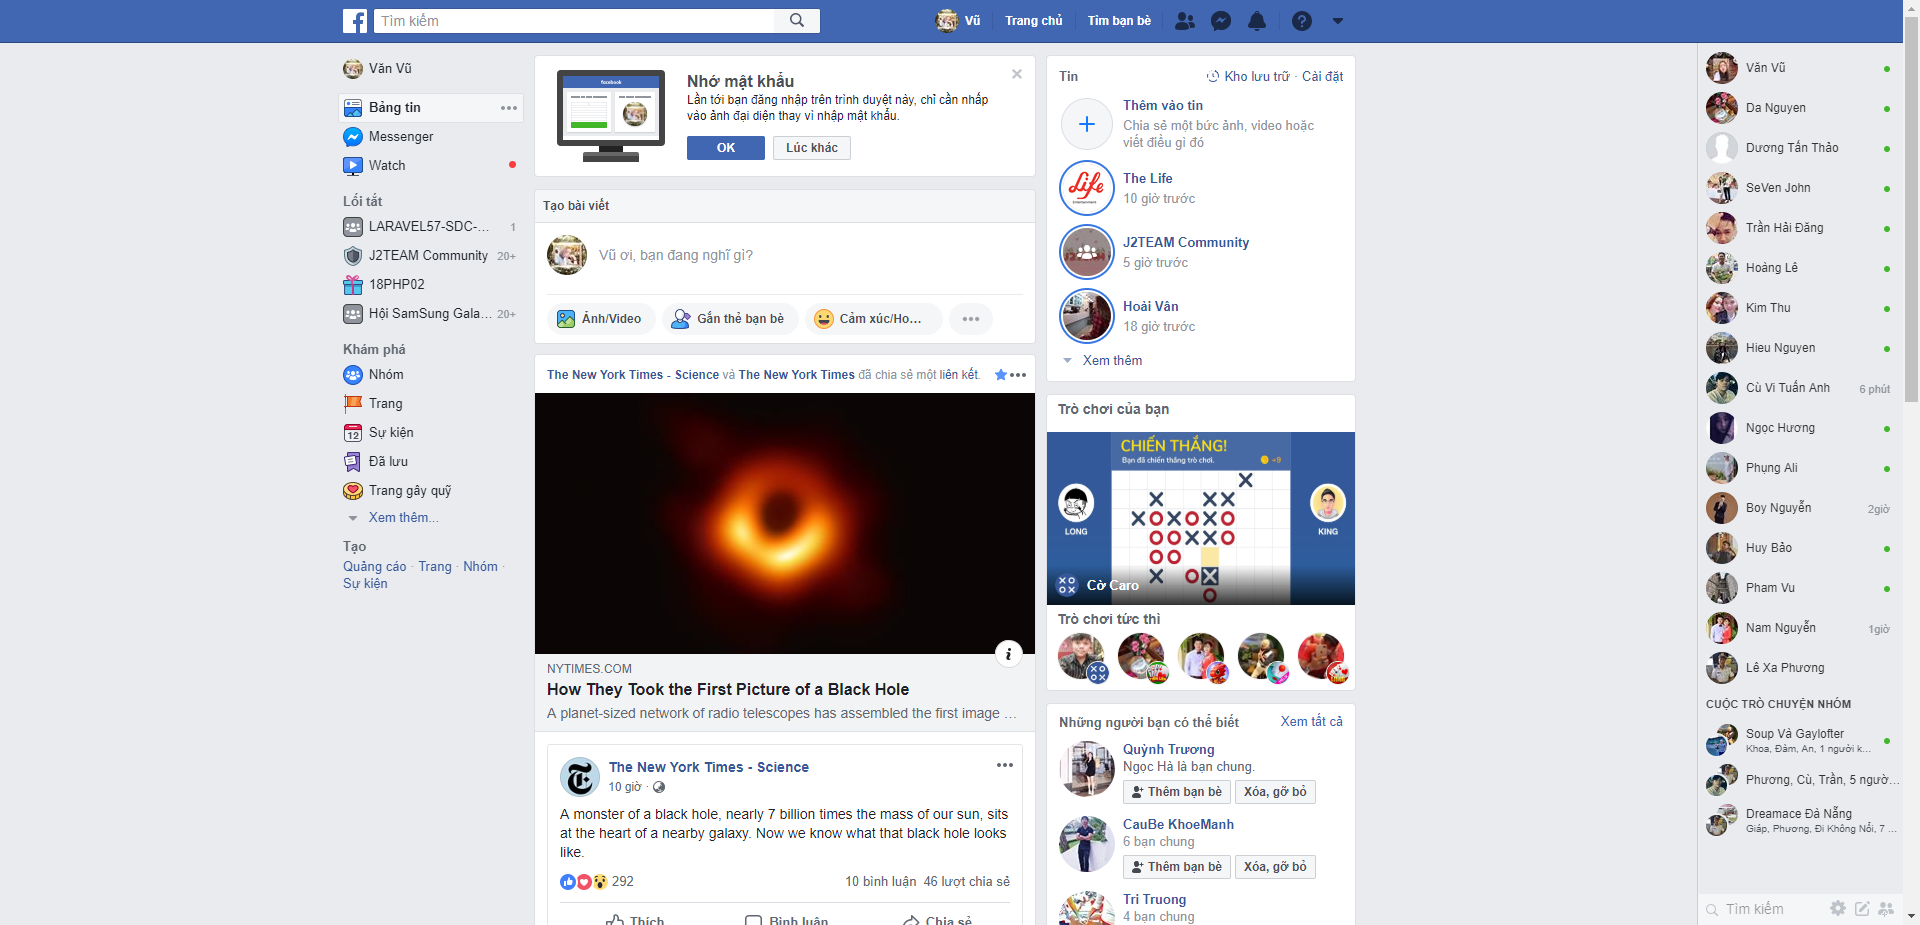 Tìm kiếm
Vũ
Trang chủ
Tìm bạn bè
Văn Vũ
Bảng tin
Messenger
Watch
Lối tắt
LARAVEL57-SDC-... 1
J2TEAM Community 20+
18PHP02
Hội SamSung Gala... 20+
Khám phá
Nhóm
Trang
Sự kiện
Đã lưu
Trang gây quỹ
Xem thêm...
Tạo
Quảng cáo · Trang · Nhóm ·
Sự kiện
facebook
Nhớ mật khẩu
Lần tới bạn đăng nhập trên trình duyệt này, chỉ cần nhấp
vào ảnh đại diện thay vì nhập mật khẩu.
OK
Lúc khác
Tạo bài viết
Vũ ơi, bạn đang nghĩ gì?
Ảnh/Video
Gắn thẻ bạn bè
Cảm xúc/Ho...
The New York Times - Science và The New York Times đã chia sẻ một liên kết.
NYTIMES.COM
How They Took the First Picture of a Black Hole
A planet-sized network of radio telescopes has assembled the first image ...
The New York Times - Science
10 giờ ·
A monster of a black hole, nearly 7 billion times the mass of our sun, sits
at the heart of a nearby galaxy. Now we know what that black hole looks
like.
292
10 bình luận 46 lượt chia sẻ
Thích
Bình luận
Chia sẻ
Tin
Kho lưu trữ · Cài đặt
Thêm vào tin
Chia sẻ một bức ảnh, video hoặc
viết điều gì đó
Life
The Life
10 giờ trước
J2TEAM Community
5 giờ trước
Hoài Vân
18 giờ trước
Xem thêm
Trò chơi của bạn
CHIẾN THẮNG!
Bạn đã chiến thắng trò chơi.
+9
LONG
KING
Cờ Caro
Trò chơi tức thì
Những người bạn có thể biết
Xem tất cả
Quỳnh Trương
Ngọc Hà là bạn chung.
Thêm bạn bè
Xóa, gỡ bỏ
CauBe KhoeManh
6 bạn chung
Thêm bạn bè
Xóa, gỡ bỏ
Tri Truong
4 bạn chung
Văn Vũ
Da Nguyen
Dương Tấn Thảo
SeVen John
Trần Hải Đăng
Hoàng Lê
Kim Thu
Hieu Nguyen
Cù Vi Tuấn Anh 6 phút
Ngọc Hương
Phụng Ali
Boy Nguyễn 2giờ
Huy Bảo
Pham Vu
Nam Nguyễn 1giờ
Lê Xa Phương
CUỘC TRÒ CHUYỆN NHÓM
Soup Và Gaylofter
Khoa, Đảm, An, 1 người k...
Phương, Cù, Trần, 5 ngườ...
Dreamace Đà Nẵng
Giáp, Phương, Đi Không Nổi, 7 ...
Tìm kiếm